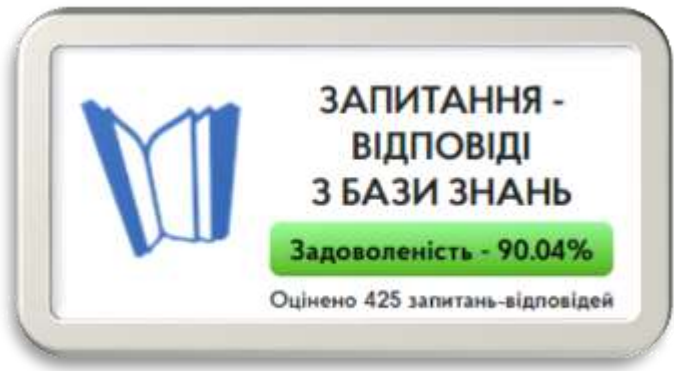 ЗАПИТАННЯ -
ВІДПОВІДІ
З БАЗИ ЗНАНЬ
Задоволеність - 90.04%
Оцінено 425 запитань-відповідей